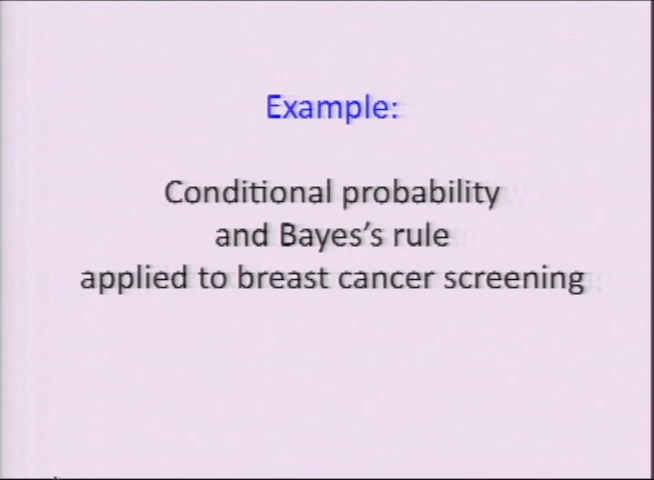 Example:
Conditional probability
and Bayes’s rule
applied to breast cancer screening